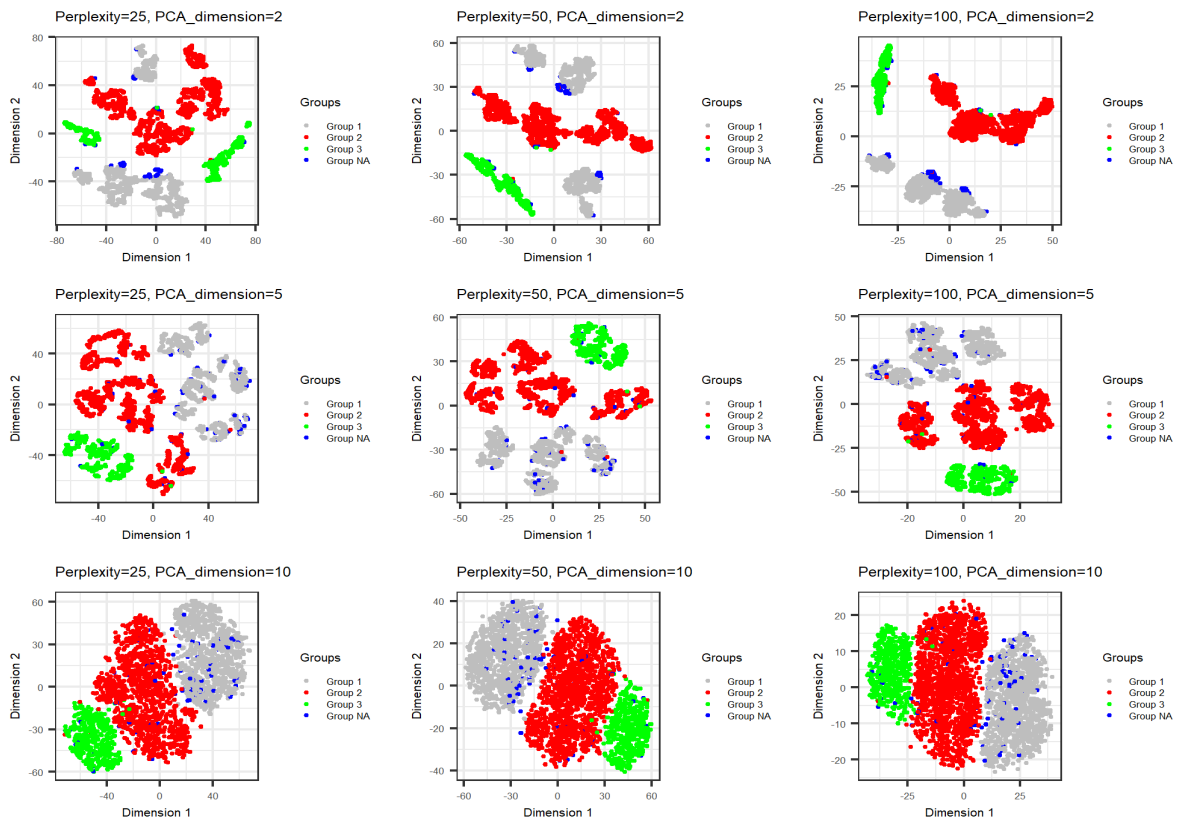 Perplexity=25, PCA_dimension=2
Dimension 2
80
40
0
-40
-80
-40
0
40
80
Dimension 1
Groups
Group 1
Group 2
Group 3
Group NA
Perplexity=50, PCA_dimension=2
Dimension 2
60
30
0
-30
-60
-60
-30
0
30
60
Dimension 1
Groups
Group 1
Group 2
Group 3
Group NA
Perplexity=100, PCA_dimension=2
Dimension 2
25
0
-25
-25
0
25
50
Dimension 1
Groups
Group 1
Group 2
Group 3
Group NA
Perplexity=25, PCA_dimension=5
Dimension 2
40
0
-40
-40
0
40
Dimension 1
Groups
Group 1
Group 2
Group 3
Group NA
Perplexity=50, PCA_dimension=5
Dimension 2
60
30
0
-30
-60
-50
-25
0
25
50
Dimension 1
Groups
Group 1
Group 2
Group 3
Group NA
Perplexity=100, PCA_dimension=5
Dimension 2
50
25
0
-25
-50
-20
0
20
Dimension 1
Groups
Group 1
Group 2
Group 3
Group NA
Perplexity=25, PCA_dimension=10
Dimension 2
60
30
0
-30
-60
-40
0
40
Dimension 1
Groups
Group 1
Group 2
Group 3
Group NA
Perplexity=50, PCA_dimension=10
Dimension 2
40
20
0
-20
-40
-60
-30
0
30
60
Dimension 1
Groups
Group 1
Group 2
Group 3
Group NA
Perplexity=100, PCA_dimension=10
Dimension 2
20
10
0
-10
-20
-25
0
25
Dimension 1
Groups
Group 1
Group 2
Group 3
Group NA